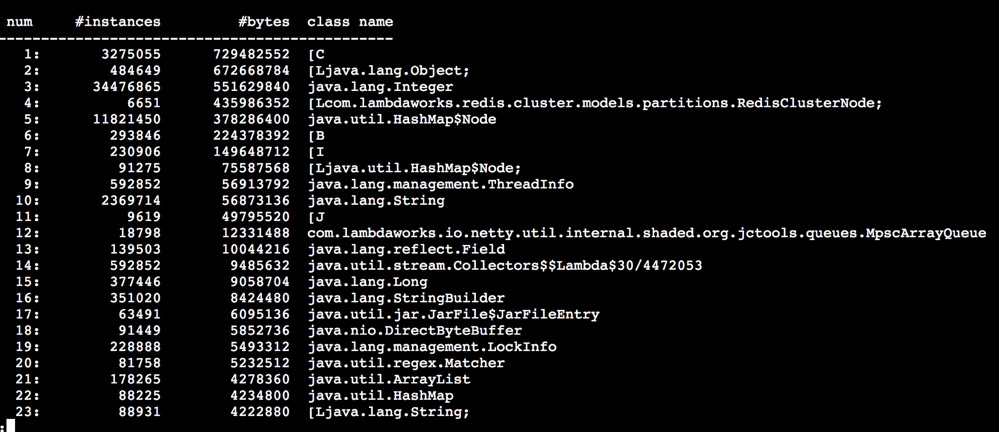 num     #instances         #bytes  class name
----------------------------------------------
   1:       3275055      729482552  [C
   2:        484649      672668784  [Ljava.lang.Object;
   3:      34476865      551629840  java.lang.Integer
   4:          6651      435986352  [Lcom.lambdaworks.redis.cluster.models.partitions.RedisClusterNode;
   5:      11821450      378286400  java.util.HashMap$Node
   6:        293846      224378392  [B
   7:        230906      149648712  [I
   8:         91275       75587568  [Ljava.util.HashMap$Node;
   9:        592852       56913792  java.lang.management.ThreadInfo
  10:       2369714       56873136  java.lang.String
  11:          9619       49795520  [J
  12:         18798       12331488  com.lambdaworks.io.netty.util.internal.shaded.org.jctools.queues.MpscArrayQueue
  13:        139503       10044216  java.lang.reflect.Field
  14:        592852        9485632  java.util.stream.Collectors$$Lambda$30/4472053
  15:        377446        9058704  java.lang.Long
  16:        351020        8424480  java.lang.StringBuilder
  17:         63491        6095136  java.util.jar.JarFile$JarFileEntry
  18:         91449        5852736  java.nio.DirectByteBuffer
  19:        228888        5493312  java.lang.management.LockInfo
  20:         81758        5232512  java.util.regex.Matcher
  21:        178265        4278360  java.util.ArrayList
  22:         88225        4234800  java.util.HashMap
  23:         88931        4222880  [Ljava.lang.String;
: